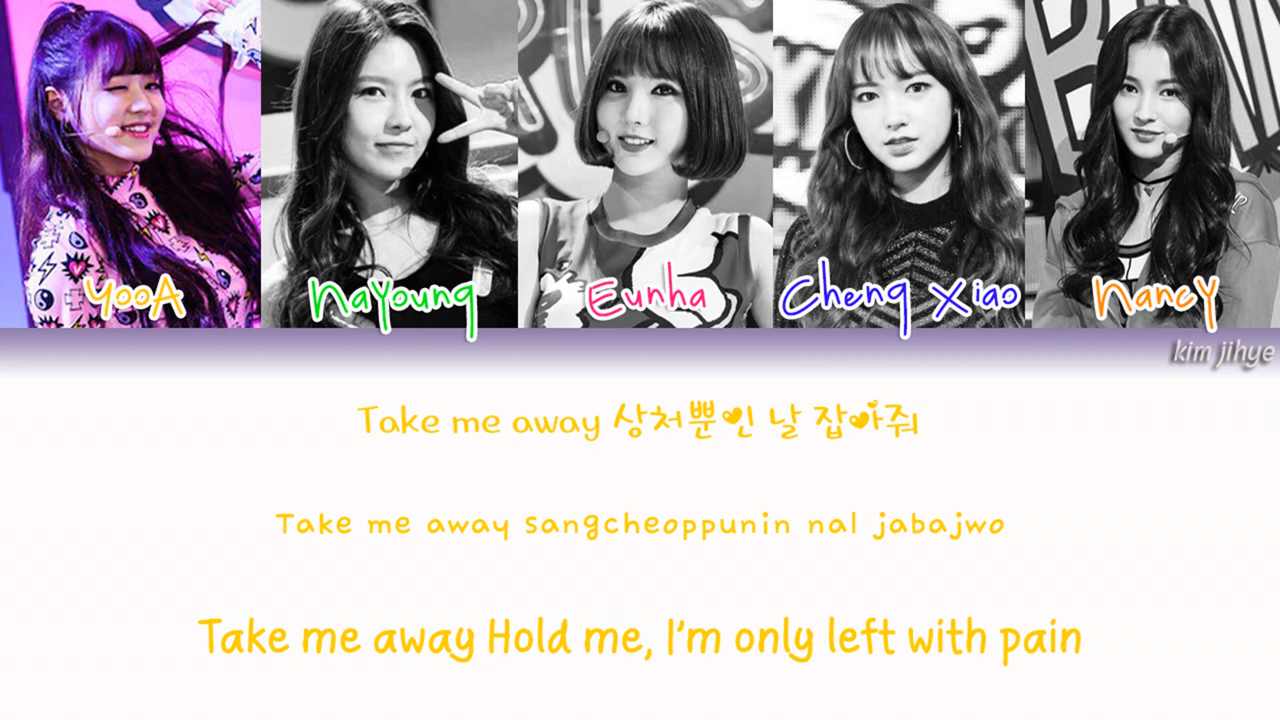 YooA
NaYoung
Eunha
Cheng Xiao
Nancy
kim jihye
Take me away 상처뿐인 날 잡아줘
Take me away sangcheoppunin nal jabajwo
Take me away Hold me, I'm only left with pain